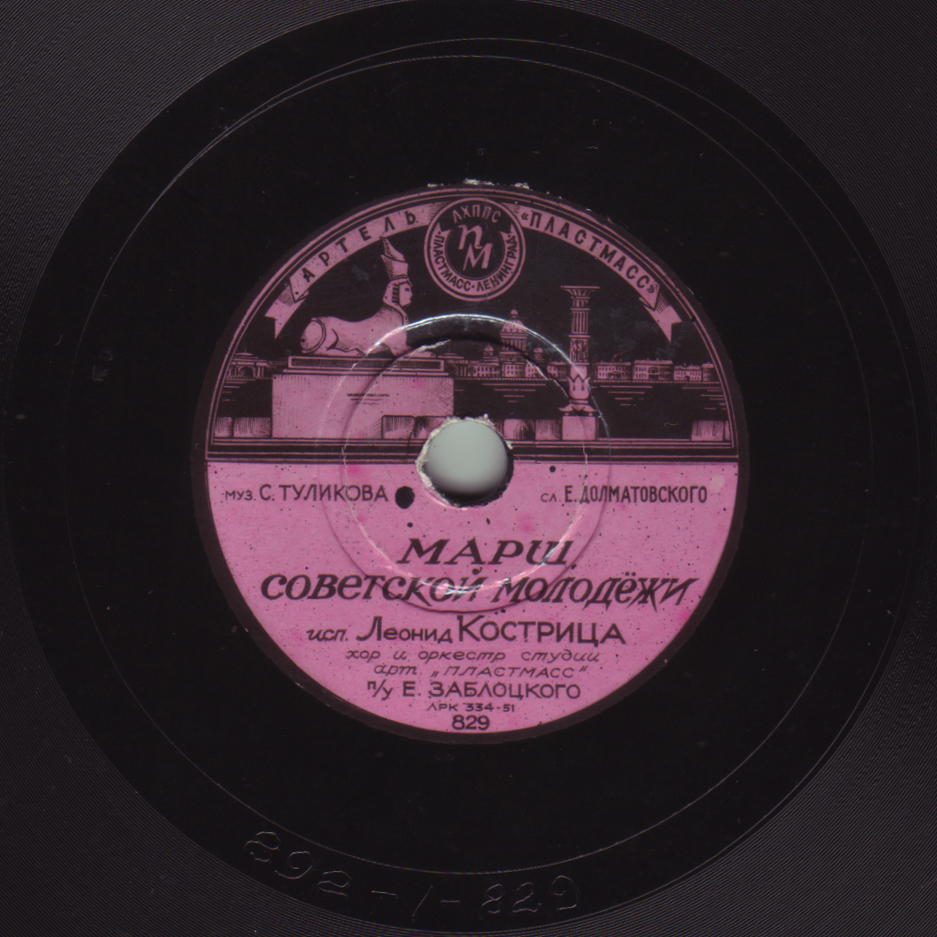 АРТЕЛЬ «ПЛАСТМАСС»
ЛХППС
ПМ
ПЛАСТМАСС·ЛЕНИНГРАД·
МУЗ. С. ТУЛИКОВА
СЛ. Е. ДОЛМАТОВСКОГО
МАРШ
СОВЕТСКОЙ МОЛОДЁЖИ
исп. Леонид КОСТРИЦА
хор и оркестр студии
арт. „ПЛАСТМАСС“
п/у Е. ЗАБЛОЦКОГО
ЛРК 334-51
829
892-1-829